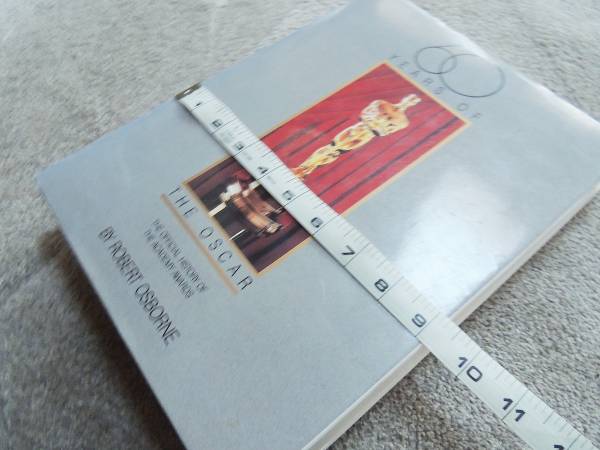 60
YEARS OF
THE OSCAR
THE OFFICIAL HISTORY OF
THE ACADEMY AWARDS
BY ROBERT OSBORNE
1 2 3 4 5 6 7 8 9 10 11